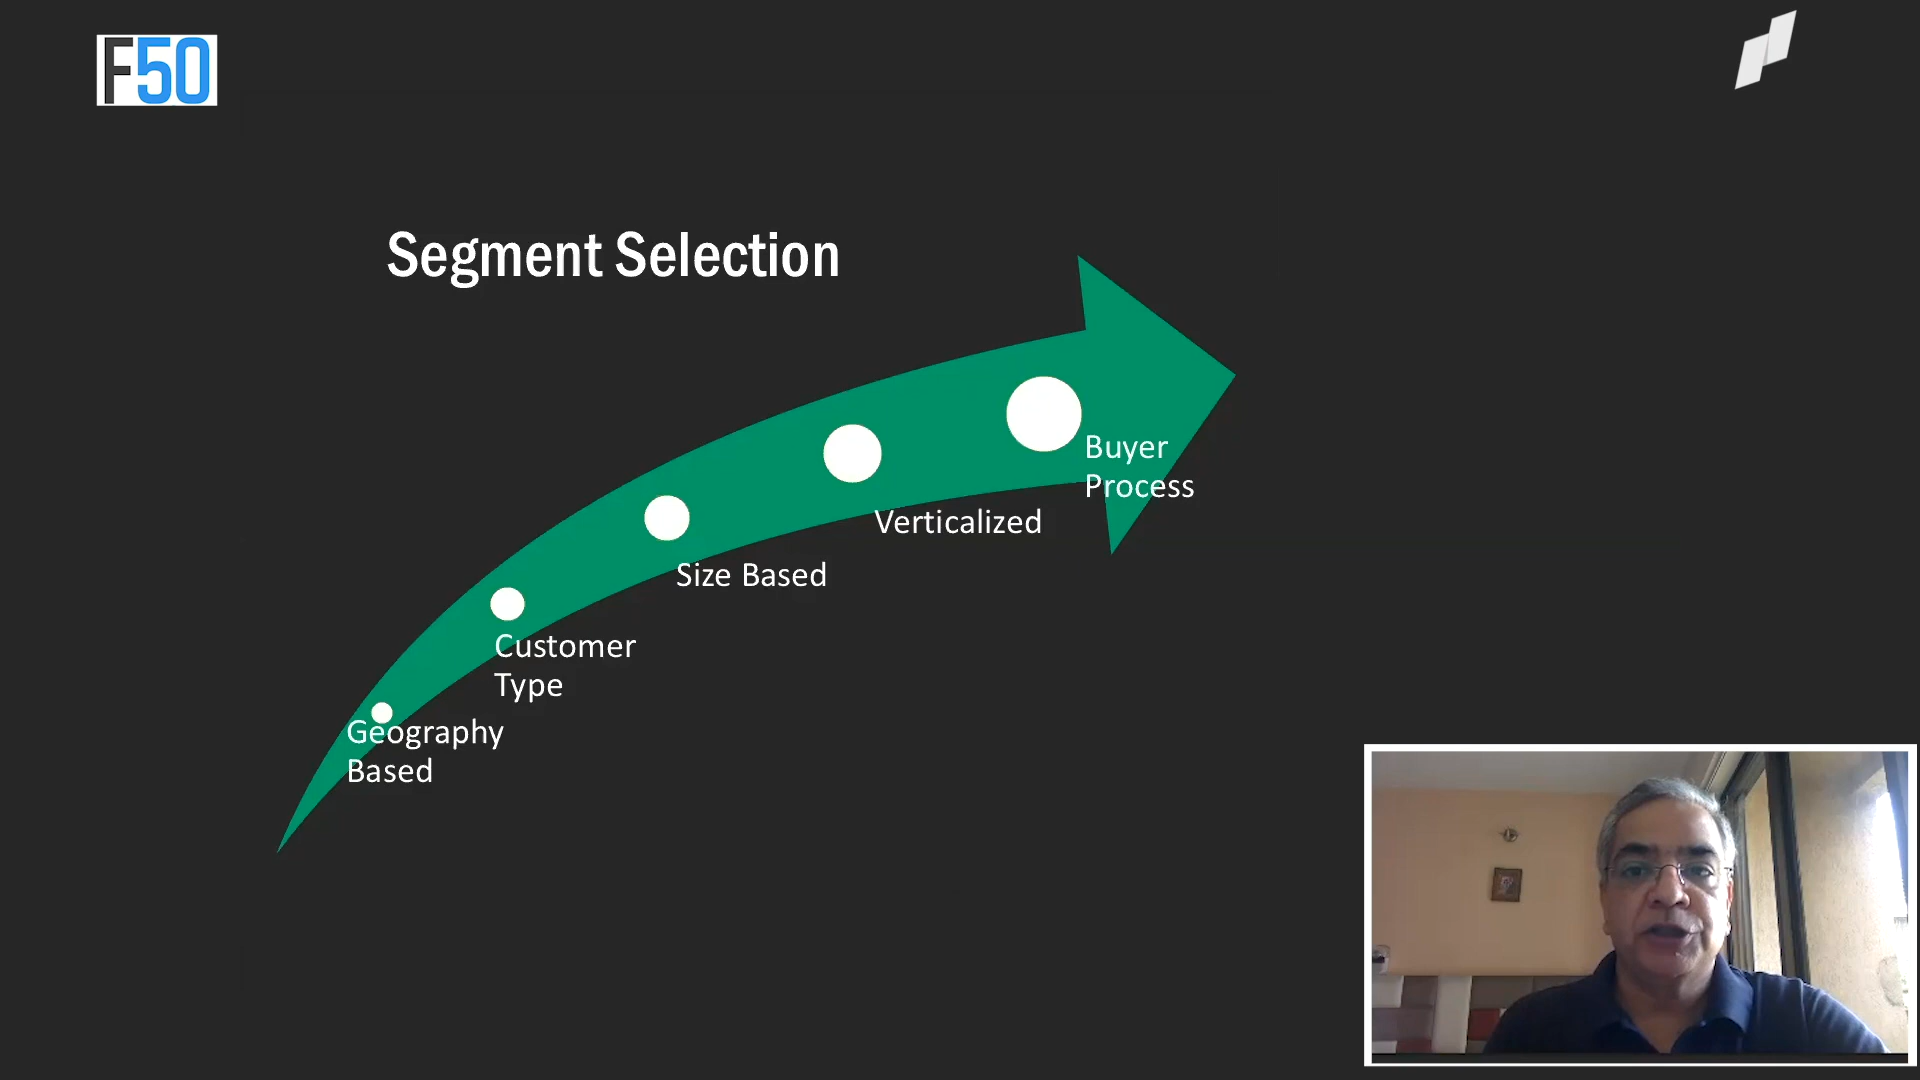 F50
Segment Selection
Buyer
Process
Verticalized
Size Based
Customer
Type
Geography
Based